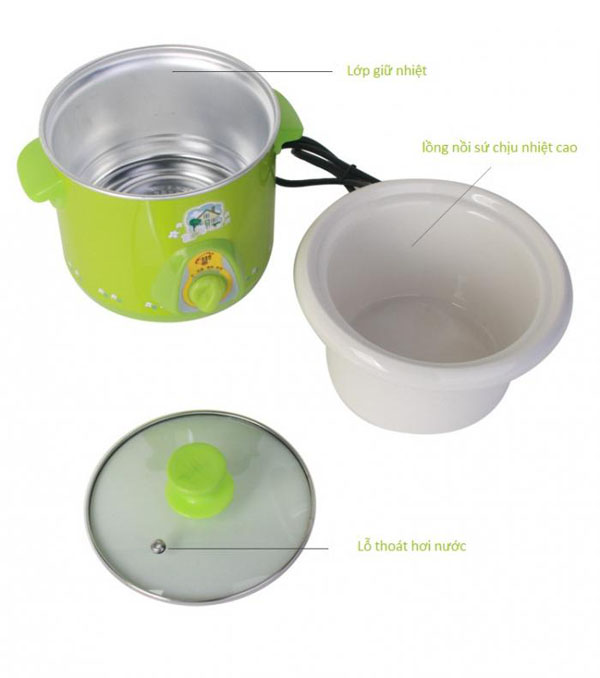 Lớp giữ nhiệt
lồng nồi sứ chịu nhiệt cao
Lỗ thoát hơi nước